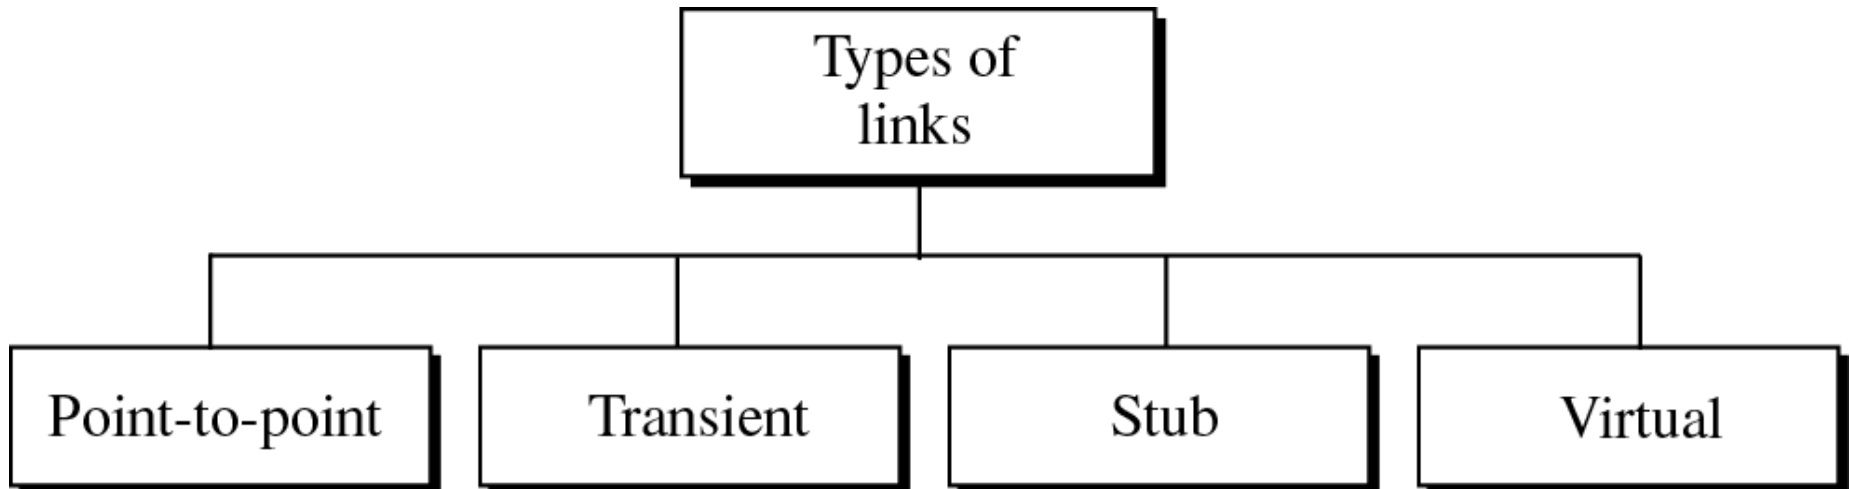 Types of
links
Point-to-point
Transient
Stub
Virtual